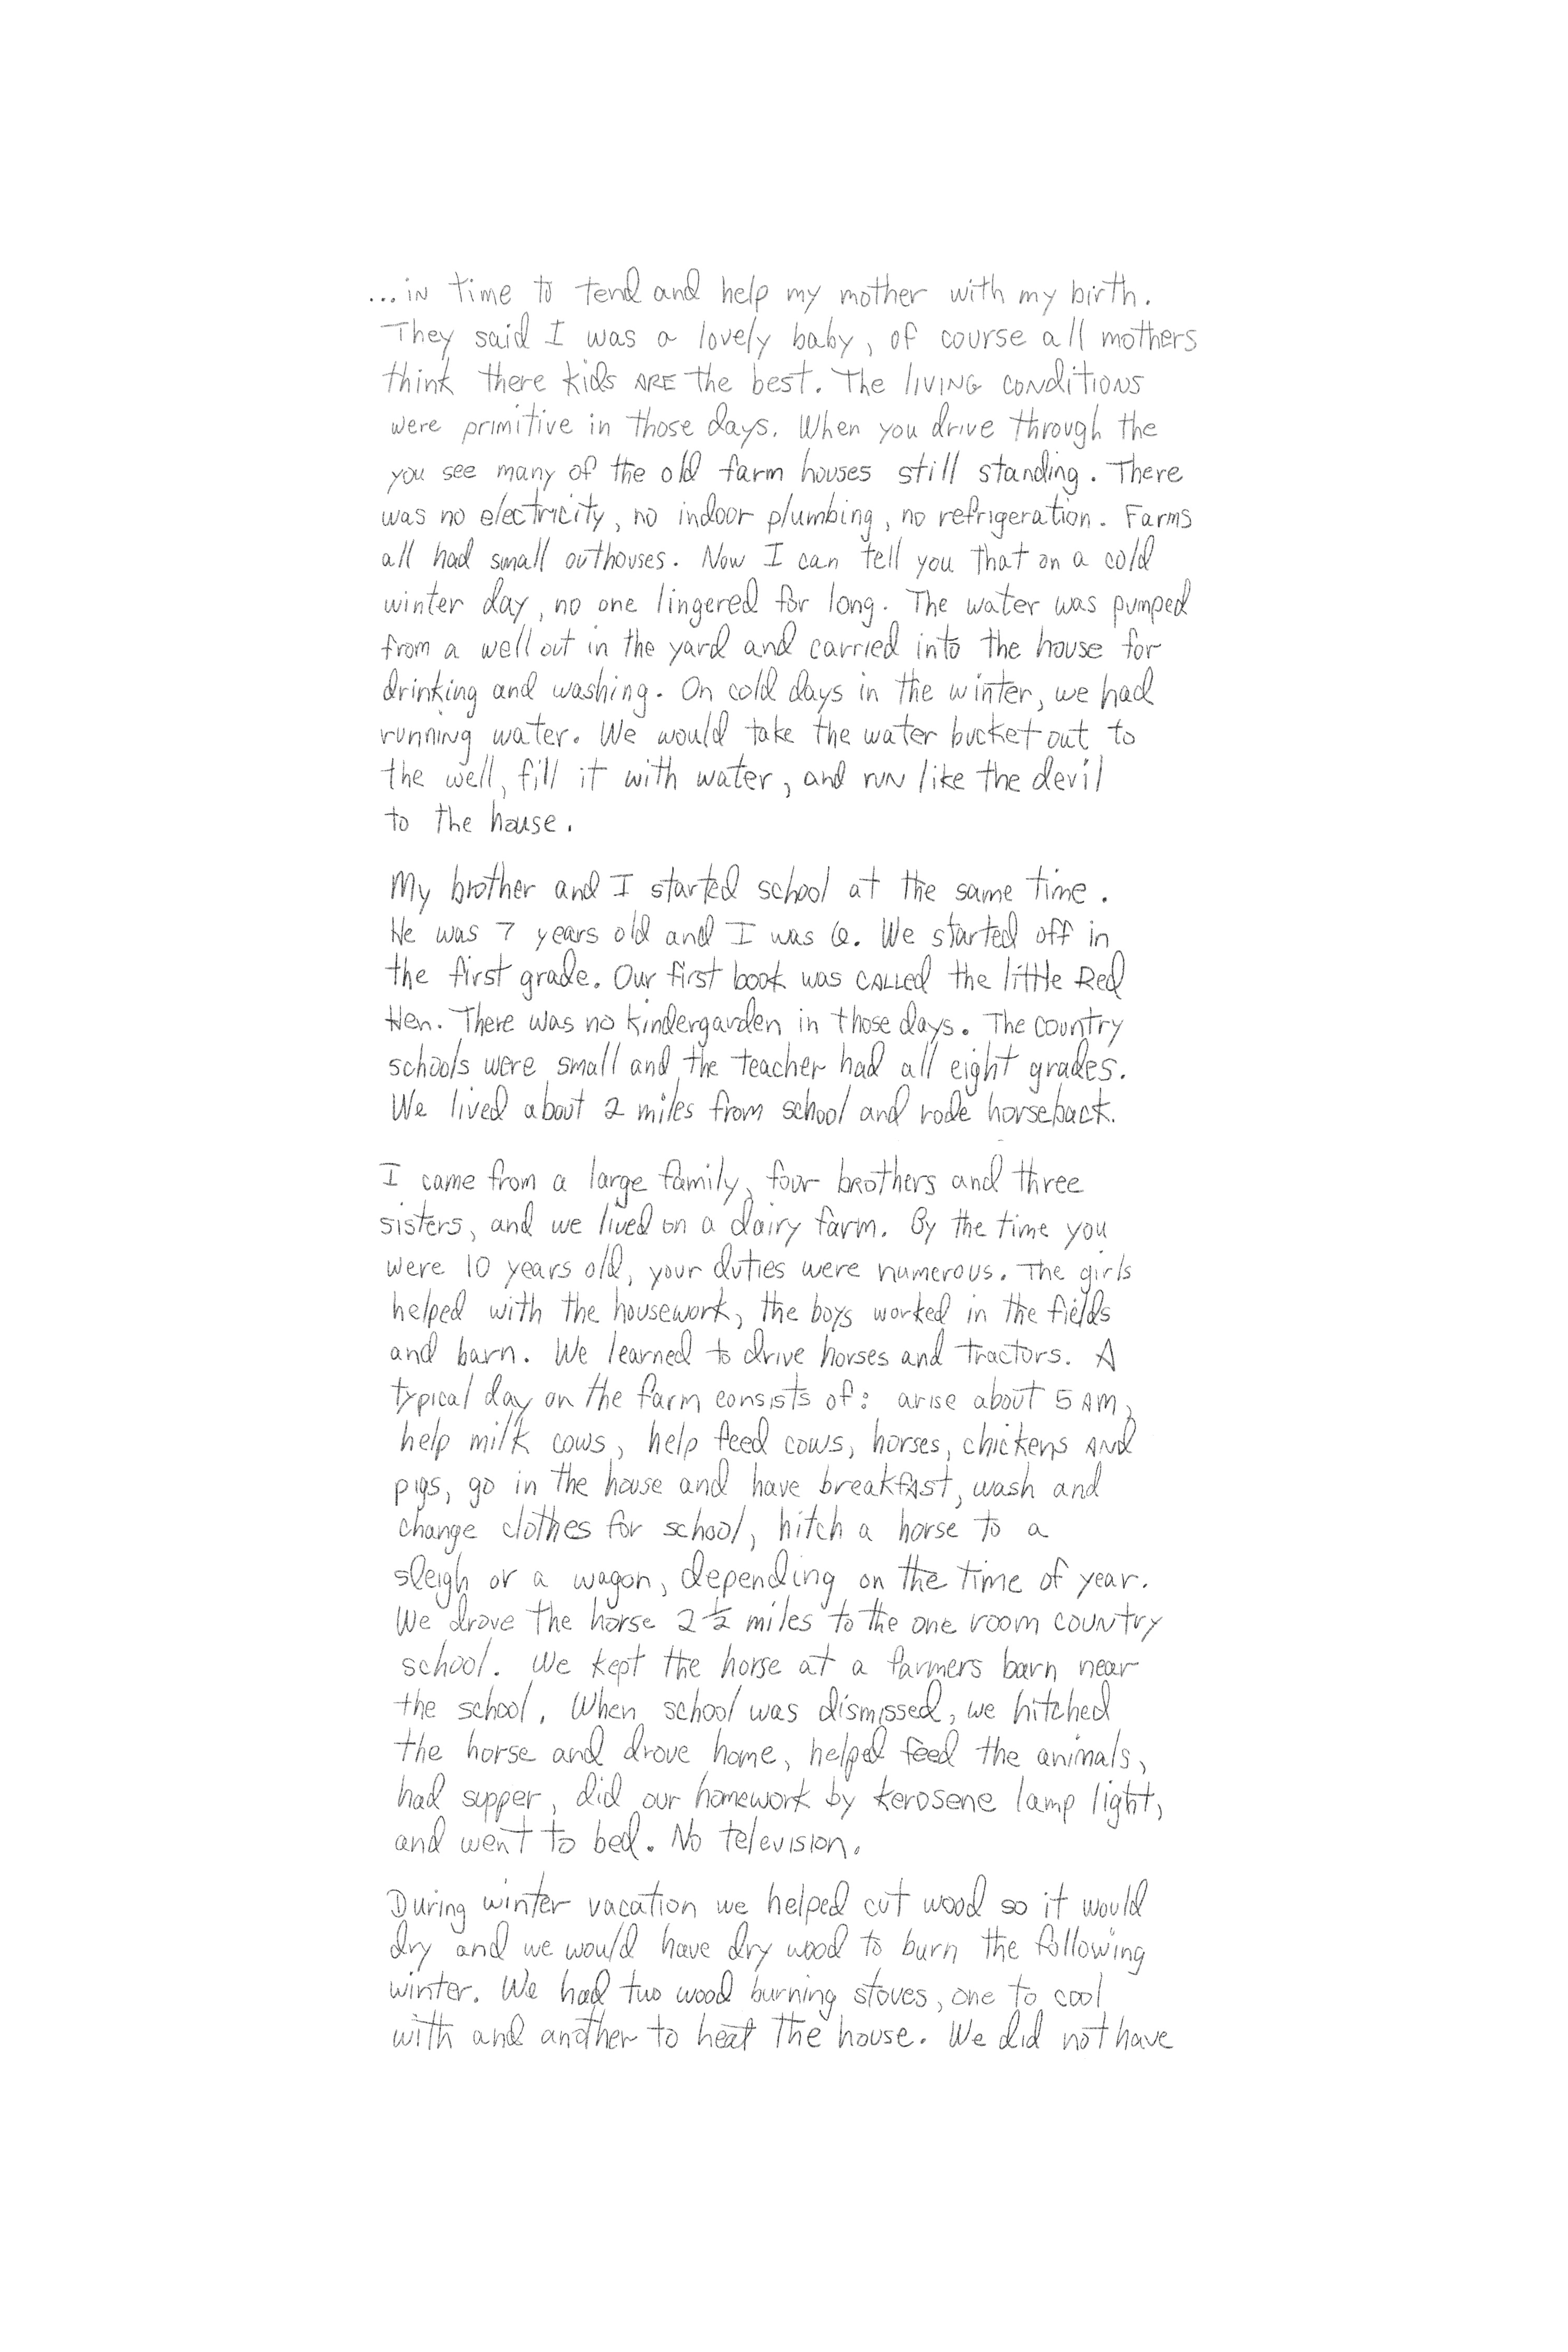 ...in time to tend and help my mother with my birth.
They said I was a lovely baby, of course all mothers
think there kids ARE the best. The living conditions
were primitive in those days. When you drive through the
you see many of the old farm houses still standing. There
was no electricity, no indoor plumbing, no refrigeration. Farms
all had small outhouses. Now I can tell you that on a cold
winter day, no one lingered for long. The water was pumped
from a well out in the yard and carried into the house for
drinking and washing. On cold days in the winter, we had
running water. We would take the water bucket out to
the well, fill it with water, and run like the devil
to the house.
My brother and I started school at the same time.
He was 7 years old and I was 6. We started off in
the first grade. Our first book was CALLED the little Red
Hen. There was no kindergarden in those days. The country
schools were small and the teacher had all eight grades.
We lived about 2 miles from school and rode horseback.
I came from a large family, four brothers and three
sisters, and we lived on a dairy farm. By the time you
were 10 years old, your duties were numerous. The girls
helped with the housework, the boys worked in the fields
and barn. We learned to drive horses and tractors. A
typical day on the farm consists of: arise about 5 AM,
help milk cows, help feed cows, horses, chickens AND
pigs, go in the house and have breakfast, wash and
change clothes for school, hitch a horse to a
sleigh or a wagon, depending on the time of year.
We drove the horse 2 1/2 miles to the one room country
school. We kept the horse at a farmers barn near
the school. When school was dismissed, we hitched
the horse and drove home, helped feed the animals,
had supper, did our homework by kerosene lamp light,
and went to bed. No television.
During winter vacation we helped cut wood so it would
dry and we would have dry wood to burn the following
winter. We had two wood burning stoves, one to cool
with and another to heat the house. We did not have